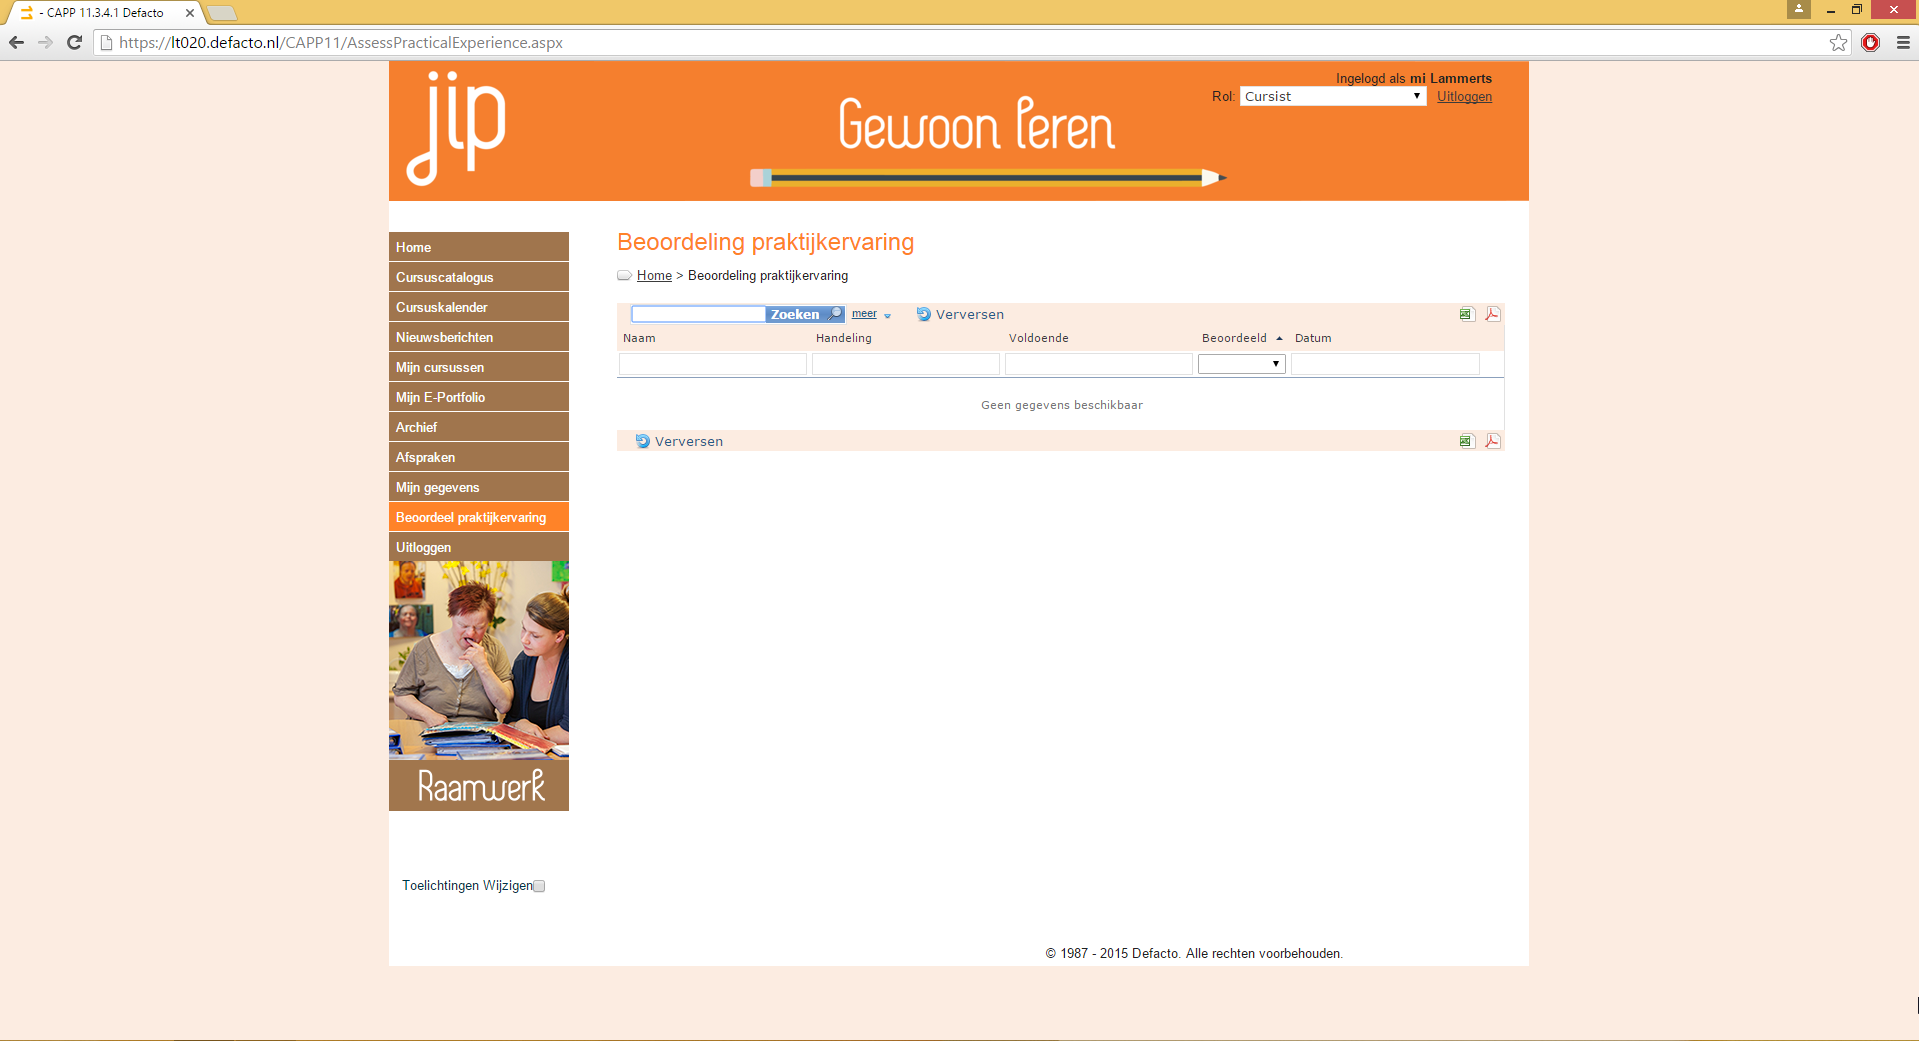 - CAPP 11.3.4.1 Defacto
https://lt020.defacto.nl/CAPP11/AssessPracticalExperience.aspx
jip
Gewoon leren
Ingelogd als mi Lammerts
Rol: Cursist Uitloggen
Home
Cursuscatalogus
Cursuskalender
Nieuwsberichten
Mijn cursussen
Mijn E-Portfolio
Archief
Afspraken
Mijn gegevens
Beoordeel praktijkervaring
Uitloggen
Raamwerk
Toelichtingen Wijzigen
Beoordeling praktijkervaring
Home > Beoordeling praktijkervaring
Zoeken meer Verversen
Naam Handeling Voldoende Beoordeeld Datum
Geen gegevens beschikbaar
Verversen
© 1987 - 2015 Defacto. Alle rechten voorbehouden.